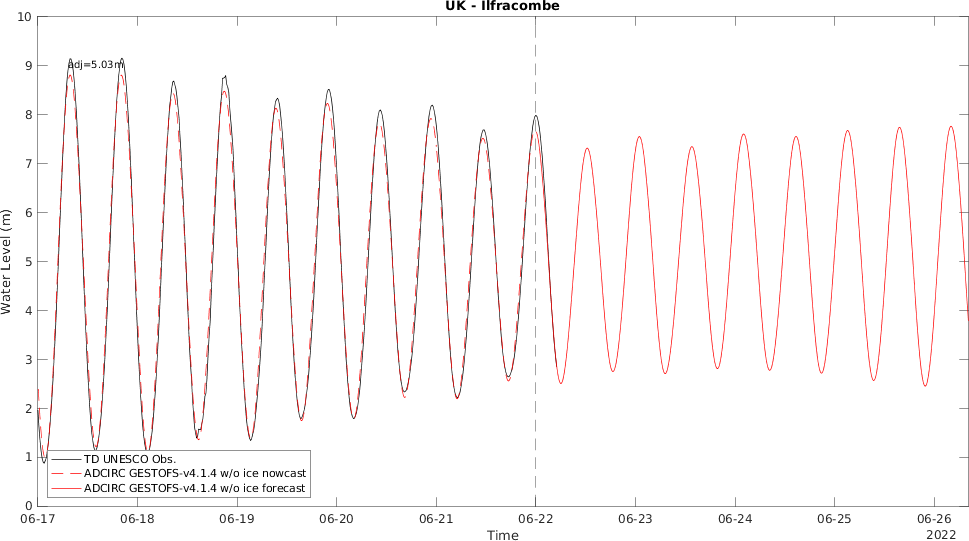 UK - Ilfracombe
10
9
8
7
6
5
4
3
2
1
0
Water Level (m)
adj=5.03m
TD UNESCO Obs.
ADCIRC GESTOFS-v4.1.4 w/o ice nowcast
ADCIRC GESTOFS-v4.1.4 w/o ice forecast
06-17 06-18 06-19 06-20 06-21 06-22 06-23 06-24 06-25 06-26
Time 2022